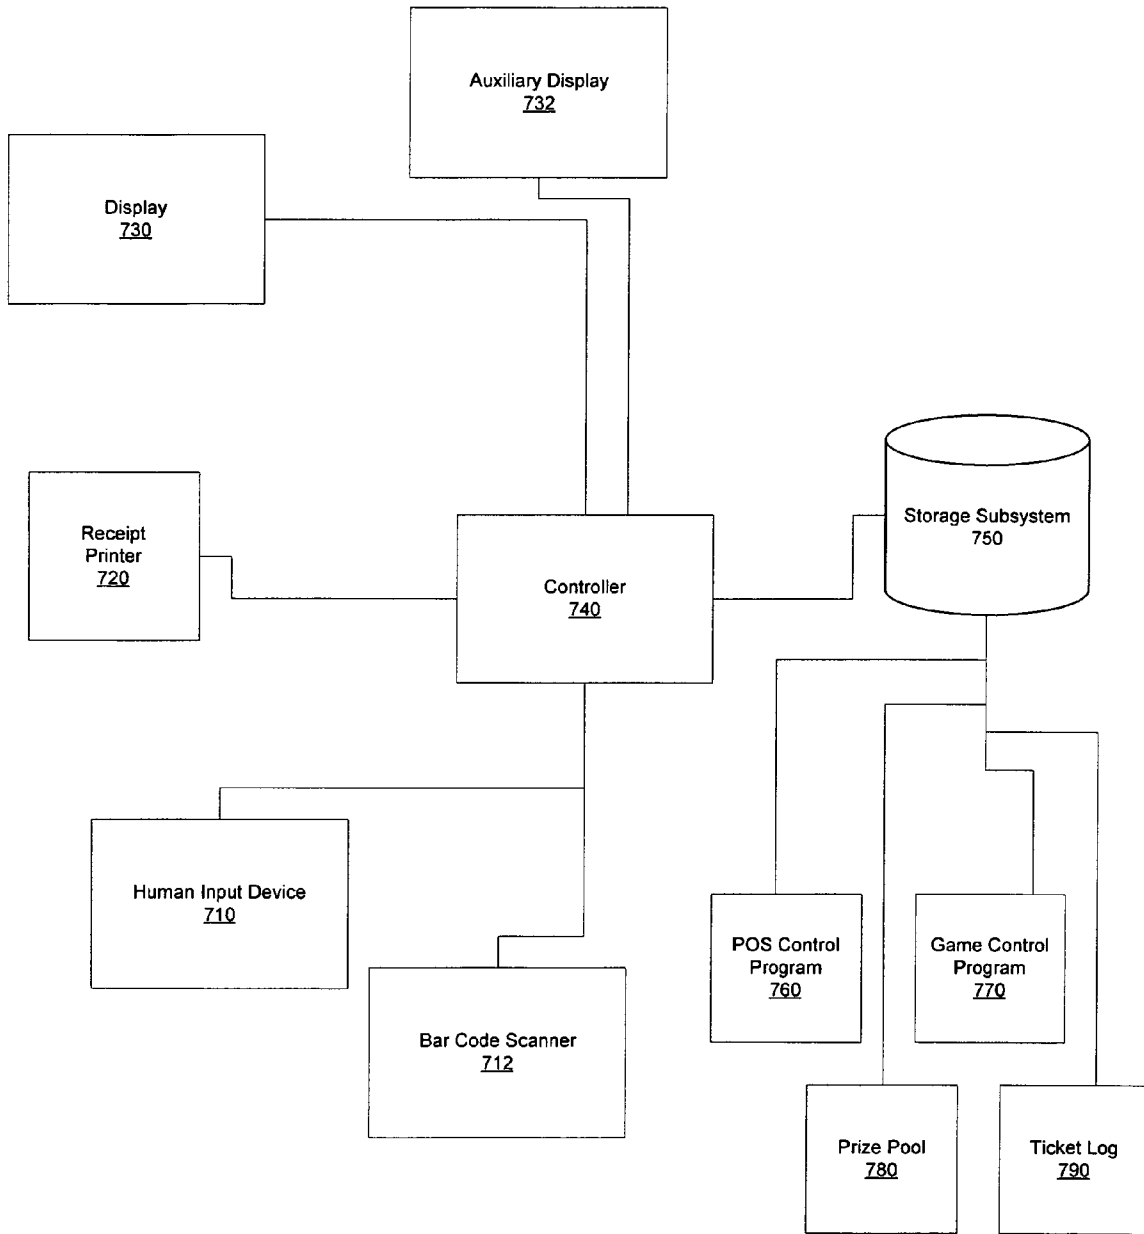 Auxiliary Display
732
Display
730
Storage Subsystem
750
Receipt
Printer
720
Controller
740
Human Input Device
710
POS Control
Program
760
Game Control
Program
770
Bar Code Scanner
712
Prize Pool
780
Ticket Log
790